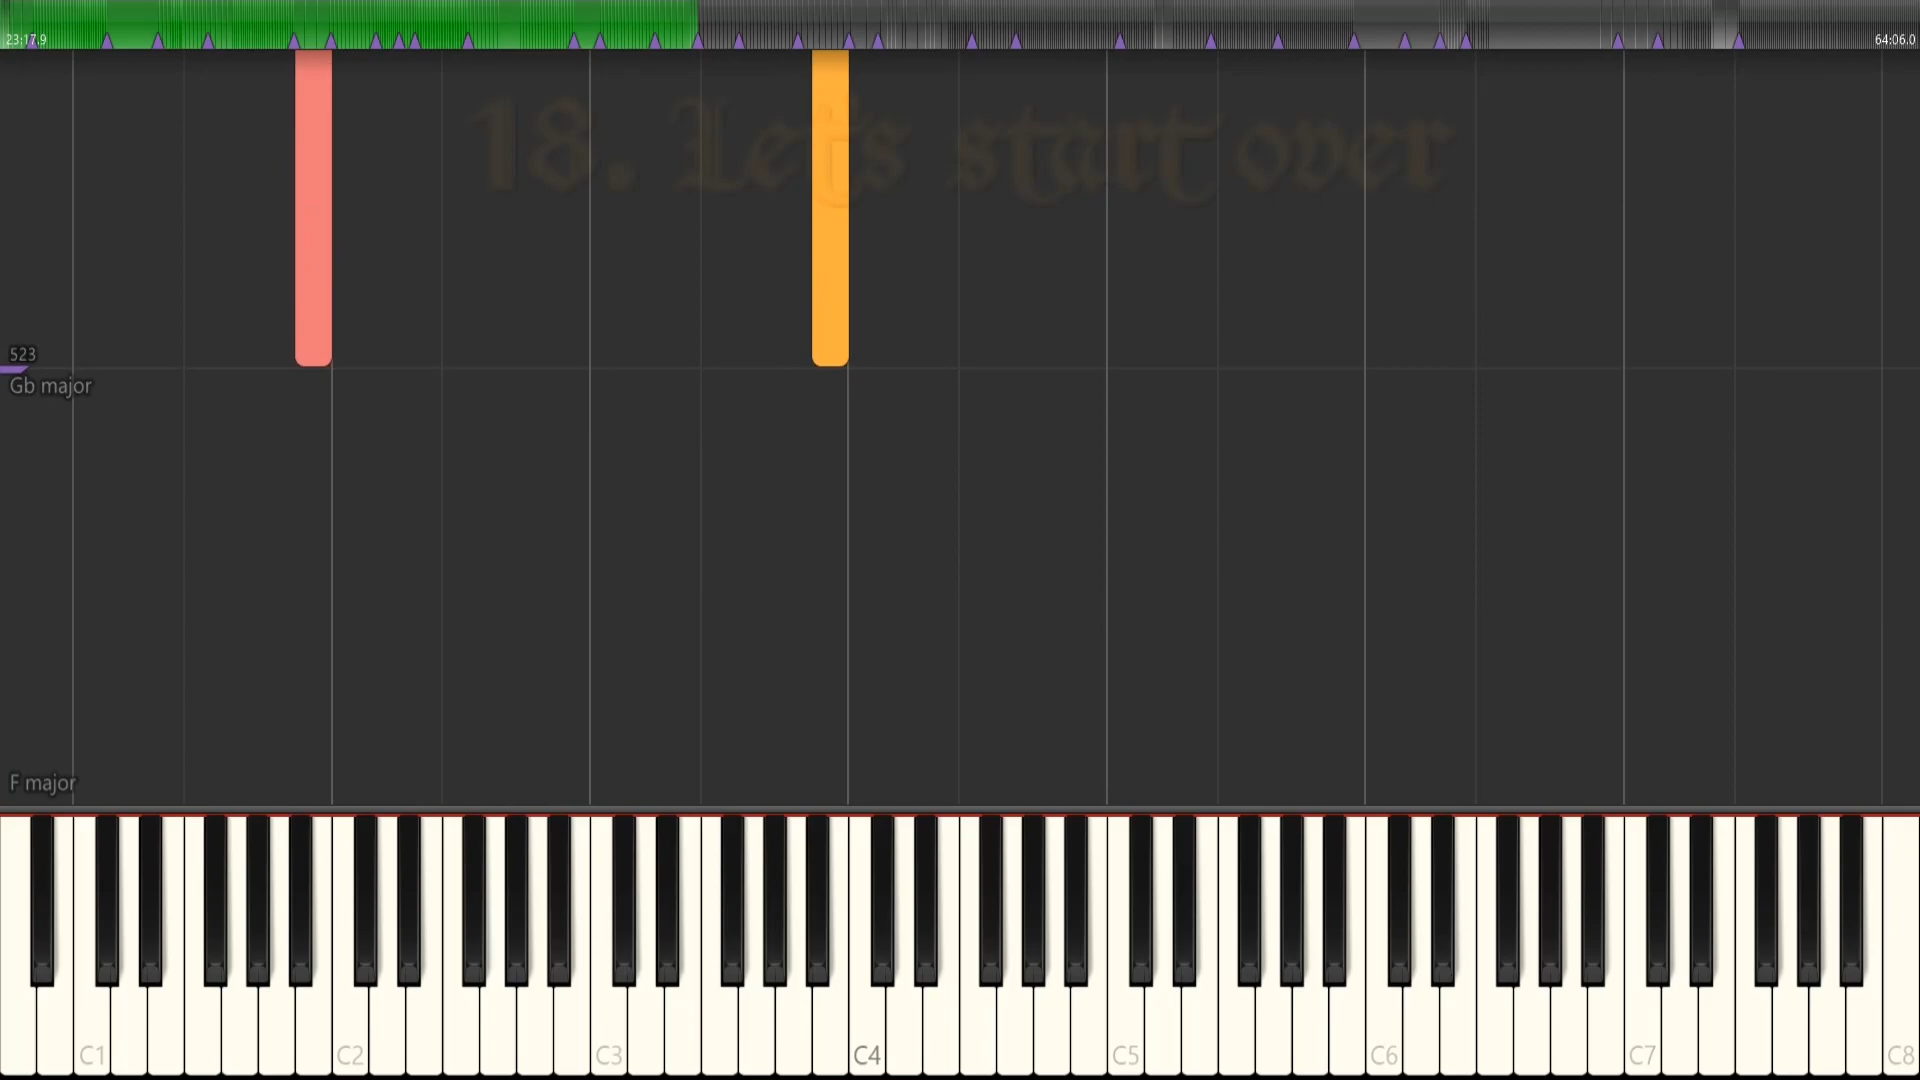 23:17.9
64:06.0
18. Let's start over
523
Gb major
F major
C1 C2 C3 C4 C5 C6 C7 C8